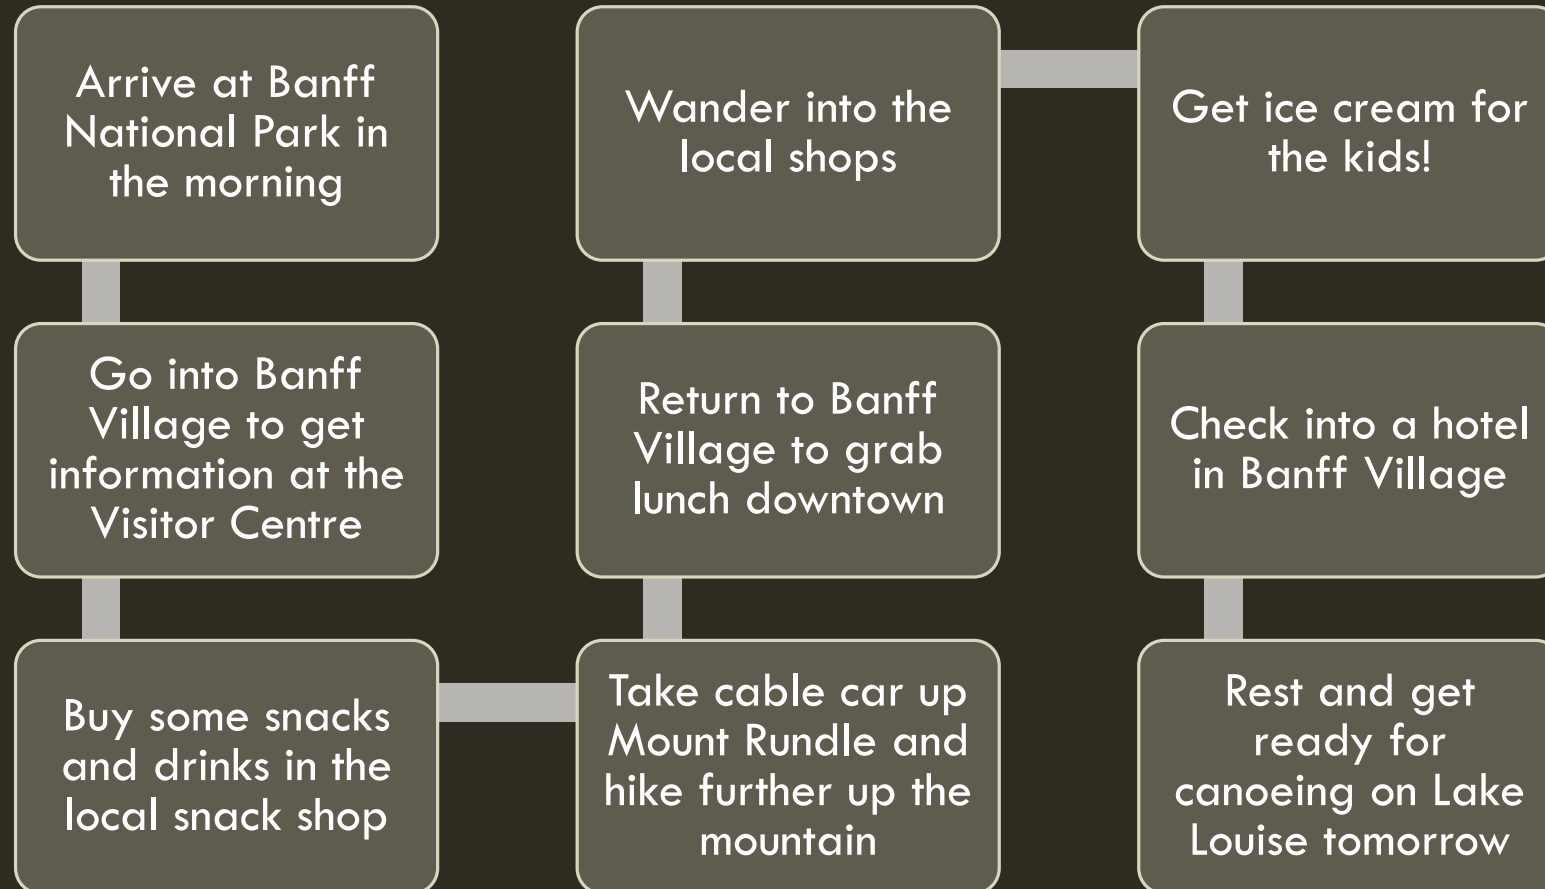 Arrive at Banff
National Park in
the morning
Go into Banff
Village to get
information at the
Visitor Centre
Buy some snacks
and drinks in the
local snack shop
Take cable car up
Mount Rundle and
hike further up the
mountain
Return to Banff
Village to grab
lunch downtown
Wander into the
local shops
Get ice cream for
the kids!
Check into a hotel
in Banff Village
Rest and get
ready for
canoeing on Lake
Louise tomorrow